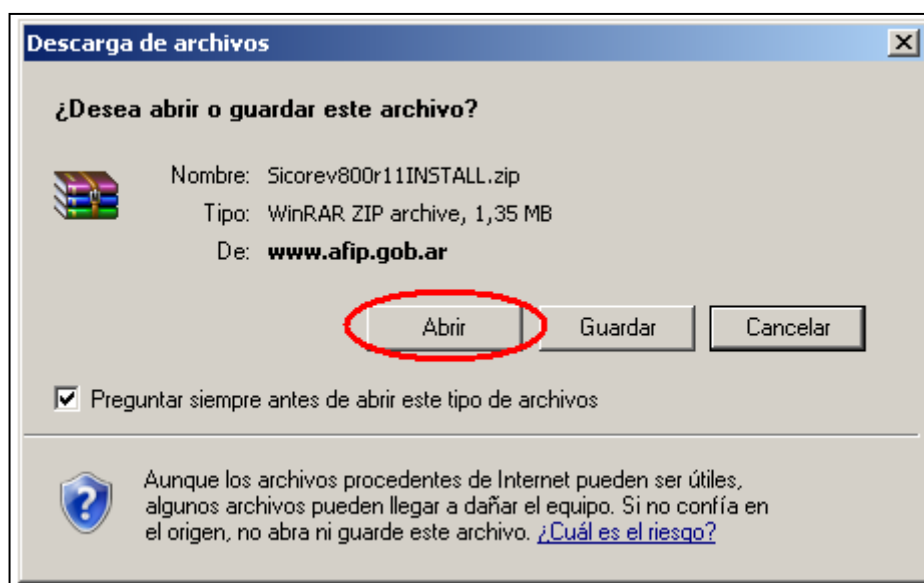 Descarga de archivos
¿Desea abrir o guardar este archivo?
Nombre: Sicorev800r11INSTALL.zip
Tipo: WinRAR ZIP archive, 1,35 MB
De: www.afip.gob.ar
Abrir Guardar Cancelar
Preguntar siempre antes de abrir este tipo de archivos
Aunque los archivos procedentes de Internet pueden ser útiles,
algunos archivos pueden llegar a dañar el equipo. Si no confía en
el origen, no abra ni guarde este archivo. ¿Cuál es el riesgo?